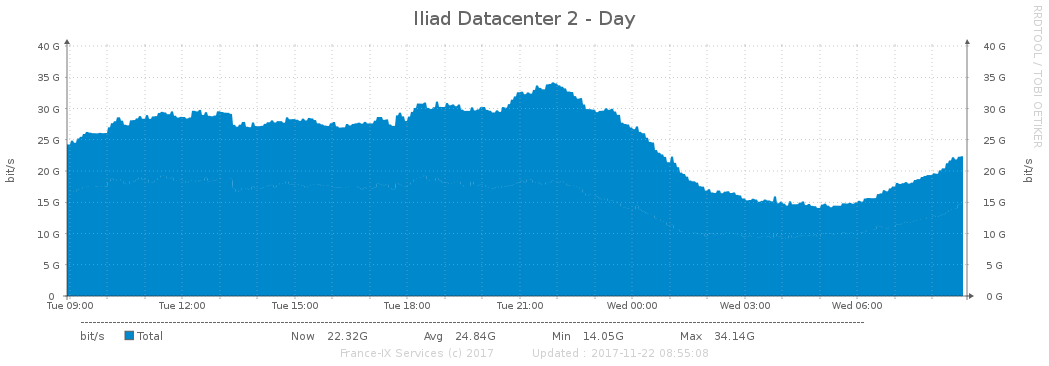 Iliad Datacenter 2 - Day
RRDTOOL / TOBI OETIKER
40 G 40 G
35 G 35 G
30 G 30 G
25 G 25 G
20 G 20 G
15 G 15 G
10 G 10 G
5 G 5 G
0 0 G
bit/s bit/s
Tue 09:00 Tue 12:00 Tue 15:00 Tue 18:00 Tue 21:00 Wed 00:00 Wed 03:00 Wed 06:00
bit/s Total Now 22.32G Avg 24.84G Min 14.05G Max 34.14G
France-IX Services (c) 2017 Updated : 2017-11-22 08:55:08